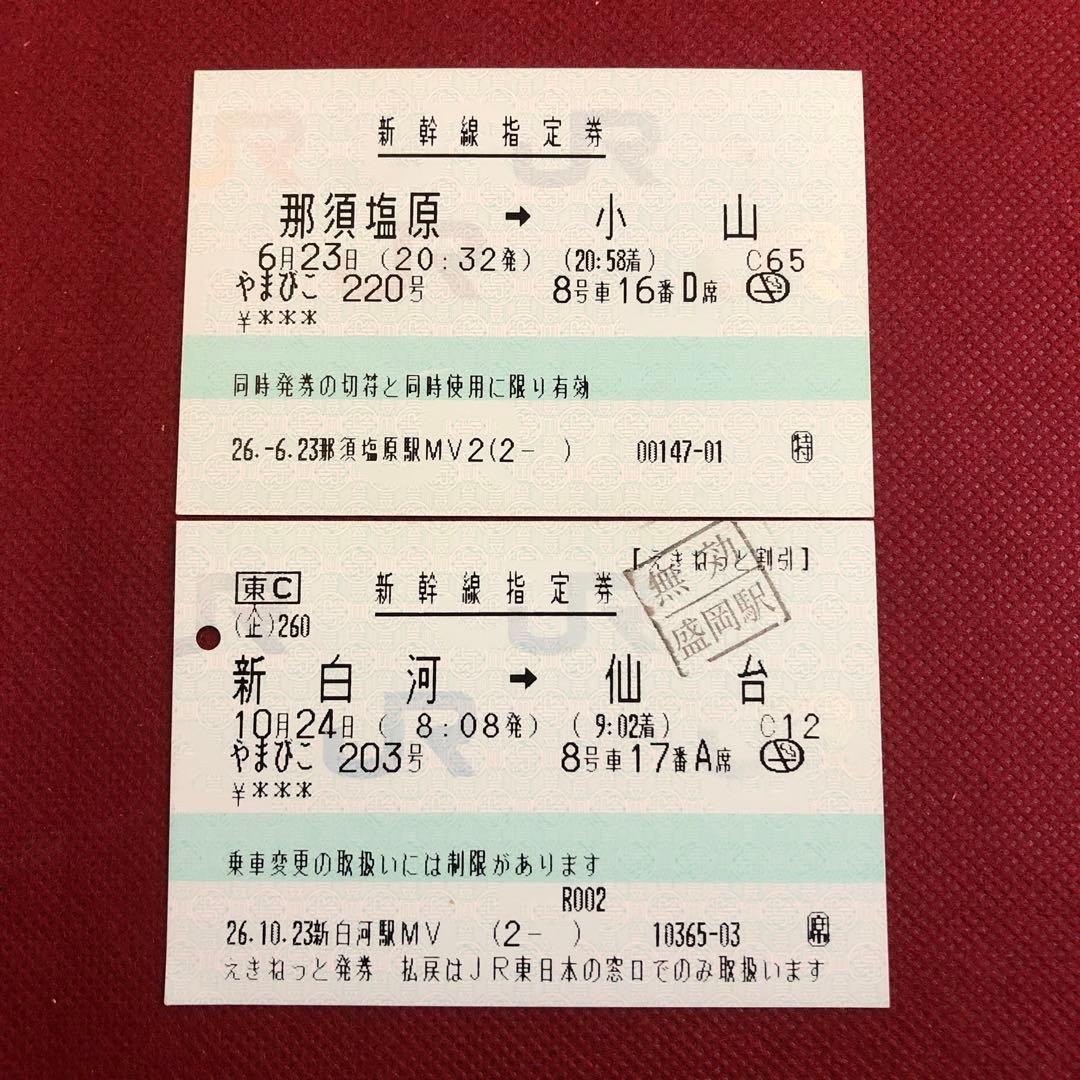 新幹線指定券
那須塩原 → 小山
6月23日 (20:32発) (20:58着) C65
やまびこ 220号 8号車16番D席
¥***
同時発券の切符と同時使用に限り有効
26.-6.23那須塩原駅MV2(2- ) 00147-01 特
[えきねっと割引]
東C 新幹線指定券
(企)260
無効
盛岡駅
新白河 → 仙台
10月24日 ( 8:08発) ( 9:02着) C12
やまびこ 203号 8号車17番A席
¥***
乗車変更の取扱いには制限があります
R002
26.10.23新白河駅MV (2- ) 10365-03 席
えきねっと発券 払戻はJR東日本の窓口でのみ取扱います